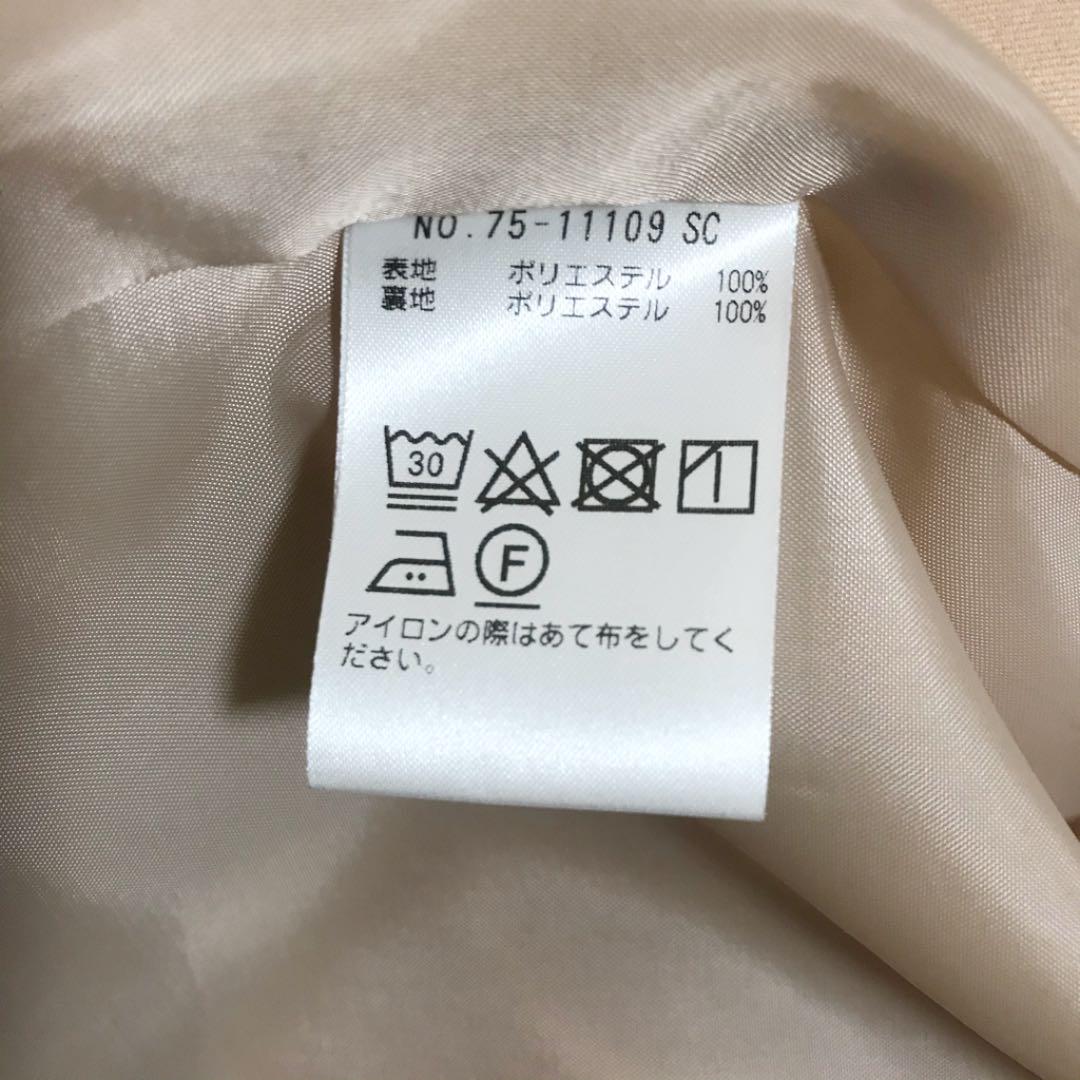 NO.75-11109 SC
表地 ポリエステル 100%
裏地 ポリエステル 100%
30
F
アイロンの際はあて布をしてく
ださい。